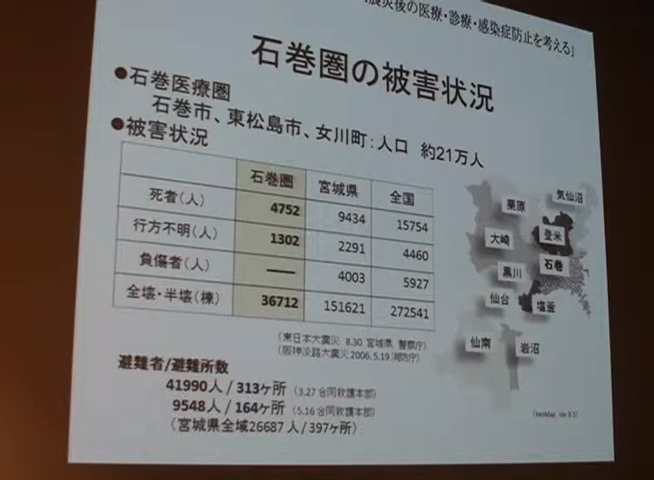 震災後の医療・診療・感染症防止を考える」
石巻圏の被害状況
●石巻医療圏
石巻市、東松島市、女川町：人口 約21万人
●被害状況
石巻圏 宮城県 全国
死者（人） 4752 9434 15754
行方不明（人） 1302 2291 4460
負傷者（人） ── 4003 5927
全壊・半壊（棟） 36712 151621 272541
（東日本大震災 8.30 宮城県、警察庁）
（阪神淡路大震災 2006.5.19 消防庁）
避難者/避難所数
41990人 / 313ケ所 （3.27 合同救護本部）
9548人 / 164ケ所 （5.16 合同救護本部）
（宮城県全域26687人/397ヶ所）
気仙沼
栗原
登米
大崎
石巻
黒川
仙台
塩釜
仙南
岩沼